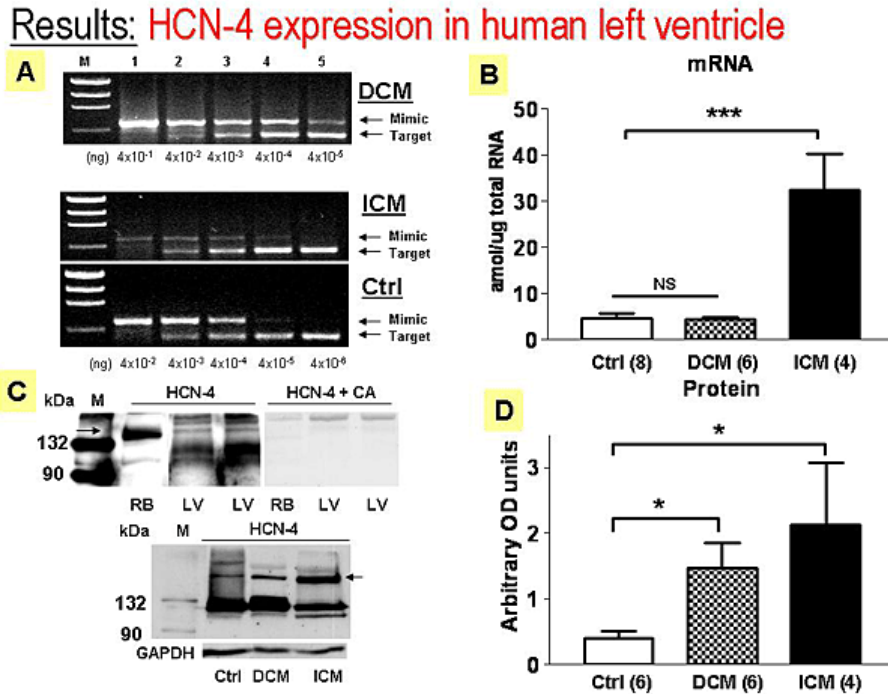 Results: HCN-4 expression in human left ventricle
A
M 1 2 3 4 5
DCM
← Mimic
← Target
(ng) 4x10-1 4x10-2 4x10-3 4x10-4 4x10-5
ICM
← Mimic
← Target
Ctrl
← Mimic
← Target
(ng) 4x10-2 4x10-3 4x10-4 4x10-5 4x10-6
B
mRNA
amol/ug total RNA
50
40
30
20
10
0
***
NS
Ctrl (8) DCM (6) ICM (4)
C
kDa M HCN-4 HCN-4 + CA
132
90
RB LV LV RB LV LV
kDa M HCN-4
132
90
GAPDH
Ctrl DCM ICM
D
Protein
Arbitrary OD units
3
2
1
0
*
*
Ctrl (6) DCM (6) ICM (4)